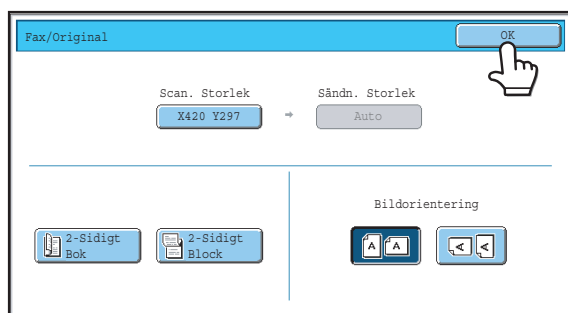 Fax/Original
OK
Scan. Storlek
Sändn. Storlek
X420 Y297
Auto
Bildorientering
2-Sidigt
Bok
2-Sidigt
Block
A A
A A